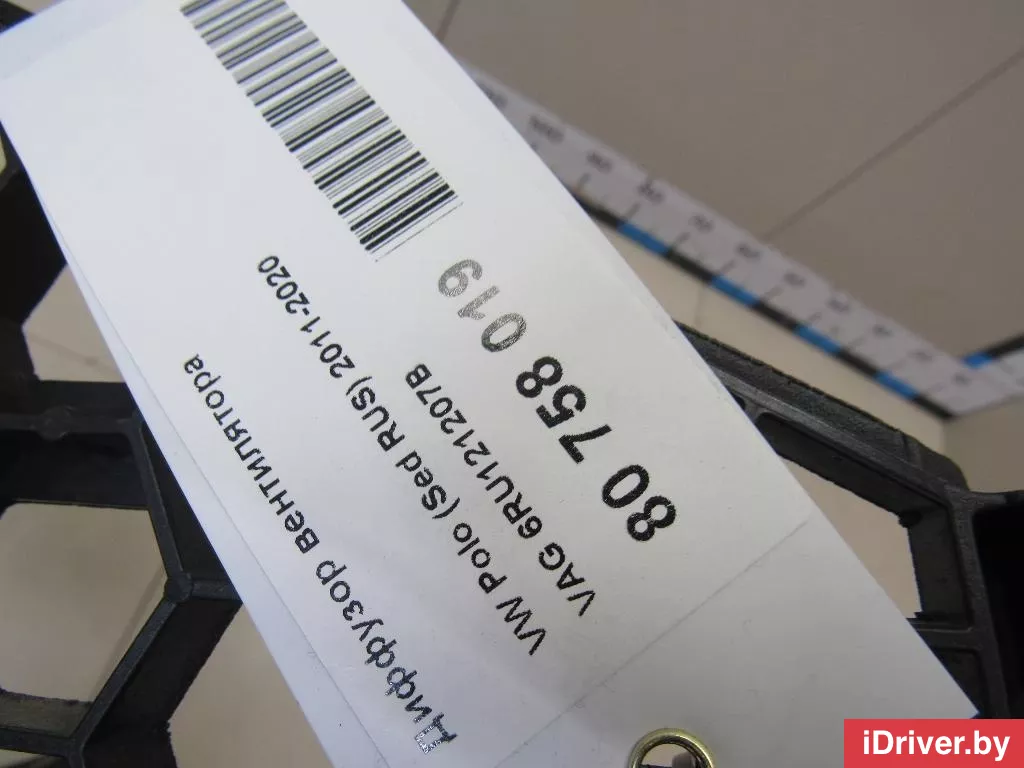 80 758 019
VAG 6RU121207B
VW Polo (Sed RUS) 2011-2020
Диффузор вентилятора
iDriver.by